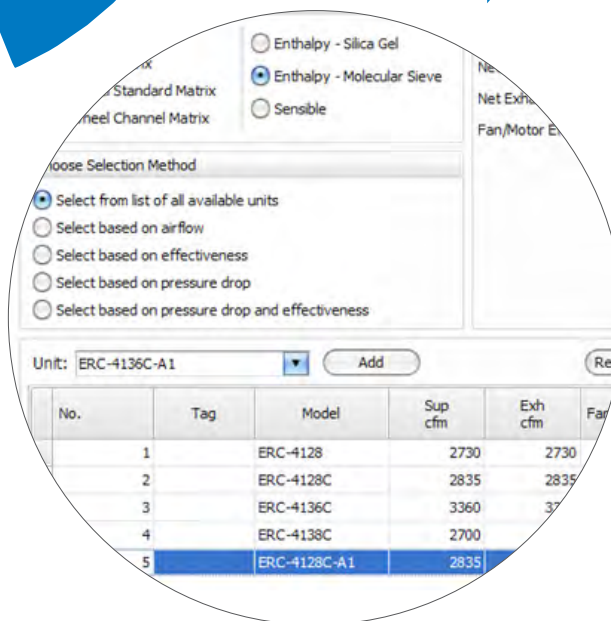 Enthalpy - Silica Gel
Enthalpy - Molecular Sieve
Standard Matrix
Sensible
Channel Matrix
Net
Fan/Motor
Selection Method
Select from list of all available units
Select based on airflow
Select based on effectiveness
Select based on pressure drop
Select based on pressure drop and effectiveness
Unit: ERC-4136C-A1 Add
No. Tag Model Sup cfm Exh cfm
1 ERC-4128 2730 2730
2 ERC-4128C 2835 2835
3 ERC-4136C 3360
4 ERC-4138C 2700
5 ERC-4128C-A1 2835